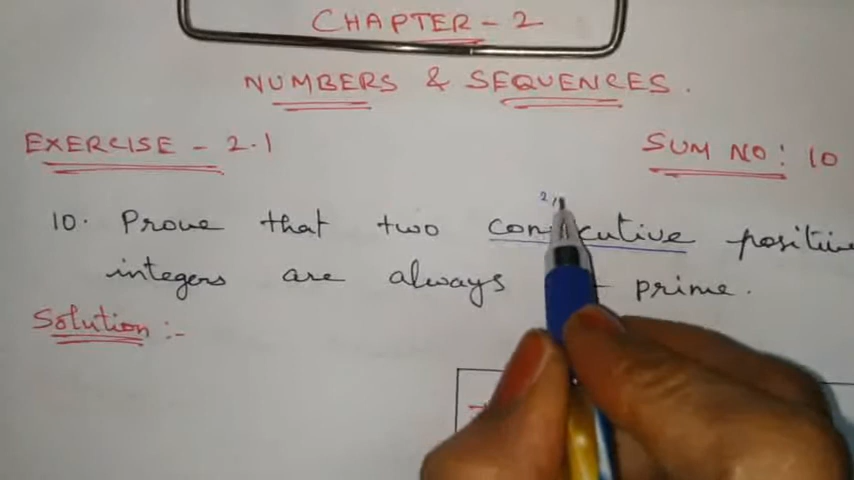 CHAPTER - 2
NUMBERS & SEQUENCES.
EXERCISE - 2.1
SUM NO: 10
10. Prove that two positive
integers are always prime.
Solution :-